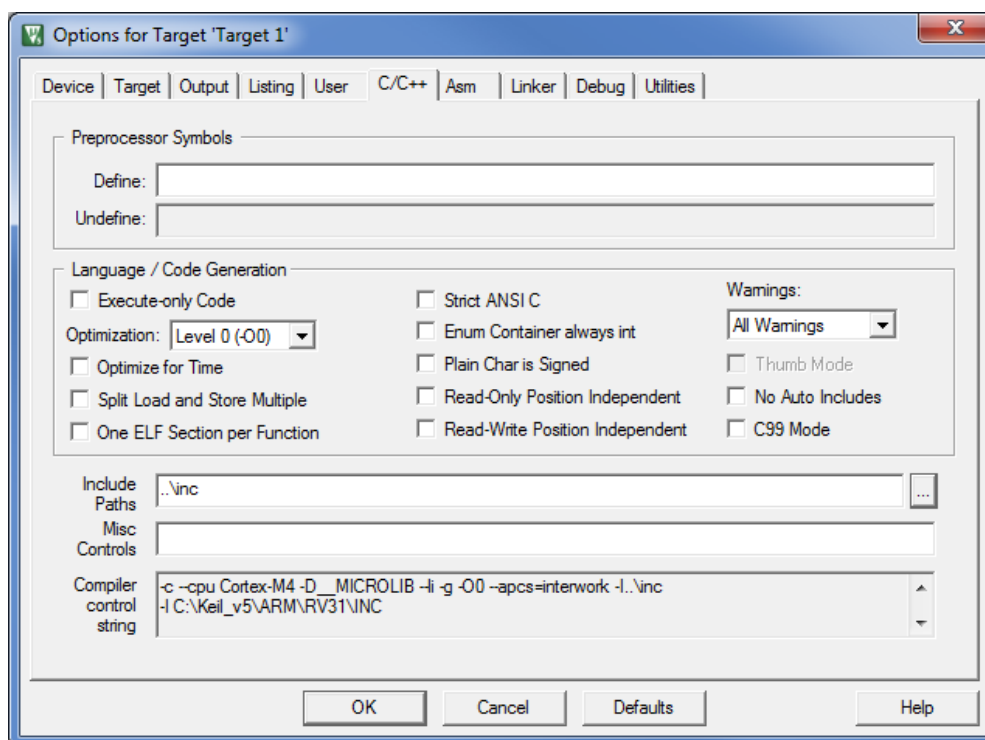 Options for Target 'Target 1'
Device Target Output Listing User C/C++ Asm Linker Debug Utilities
Preprocessor Symbols
Define:
Undefine:
Language / Code Generation
Execute-only Code
Optimization: Level 0 (-O0)
Optimize for Time
Split Load and Store Multiple
One ELF Section per Function
Strict ANSI C
Enum Container always int
Plain Char is Signed
Read-Only Position Independent
Read-Write Position Independent
Warnings:
All Warnings
Thumb Mode
No Auto Includes
C99 Mode
Include
Paths
..\inc
...
Misc
Controls
Compiler
control
string
-c --cpu Cortex-M4 -D__MICROLIB --li -g -O0 --apcs=interwork -I..\inc
-I C:\Keil_v5\ARM\RV31\INC
OK Cancel Defaults Help